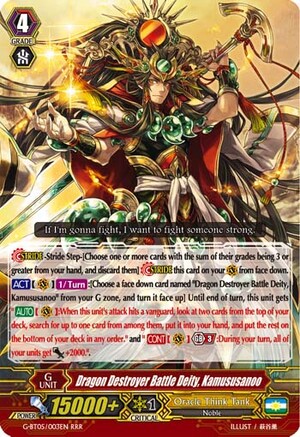 4
GRADE
If I'm gonna fight, I want to fight someone strong.
STRIDE -Stride Step-[Choose one or more cards with the sum of their grades being 3 or
greater from your hand, and discard them] STRIDE this card on your from face down.
ACT 1/Turn :[Choose a face down card named "Dragon Destroyer Battle Deity,
Kamususanoo" from your G zone, and turn it face up] Until end of turn, this unit gets
"AUTO :When this unit's attack hits a vanguard, look at two cards from the top of your
deck, search for up to one card from among them, put it into your hand, and put the rest
on the bottom of your deck in any order." and " CONT 3 :During your turn, all of
your units get +2000.".
G
UNIT
Dragon Destroyer Battle Deity, Kamususanoo
POWER
15000+
1
CRITICAL
Oracle Think Tank
Noble
G-BT05/003EN RRR
ILLUST / 萩谷薫